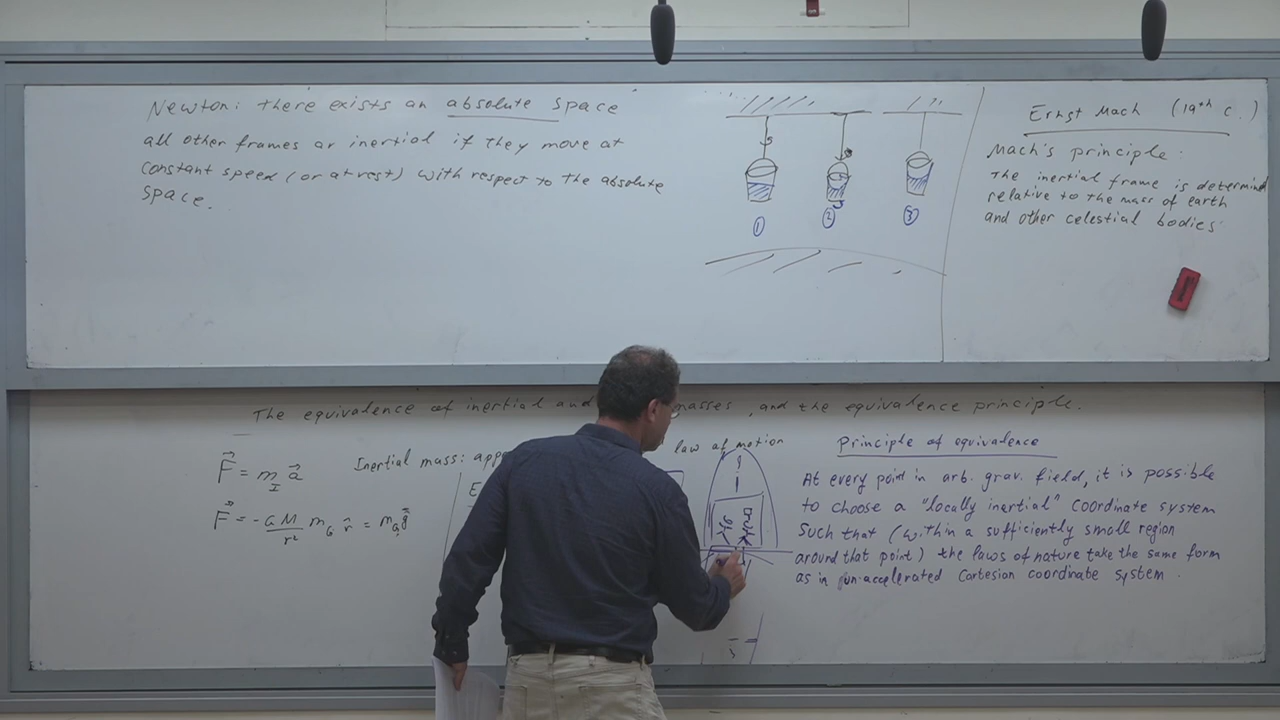 Newton: there exists an absolute space
all other frames ar inertial if they move at
constant speed (or at rest) with respect to the absolute
space.
① ② ③
Ernst Mach (19th c.)
Mach's principle:
The inertial frame is determined
relative to the mass of earth
and other celestial bodies
The equivalence of inertial and masses, and the equivalence principle.
F = m_I a
Inertial mass: law of motion
F = - GM/r² m_G r̂ = m_G g
Principle of equivalence
At every point in arb. grav. field, it is possible
to choose a "locally inertial" coordinate system
such that (within a sufficiently small region
around that point) the laws of nature take the same form
as in un-accelerated Cartesian coordinate system.